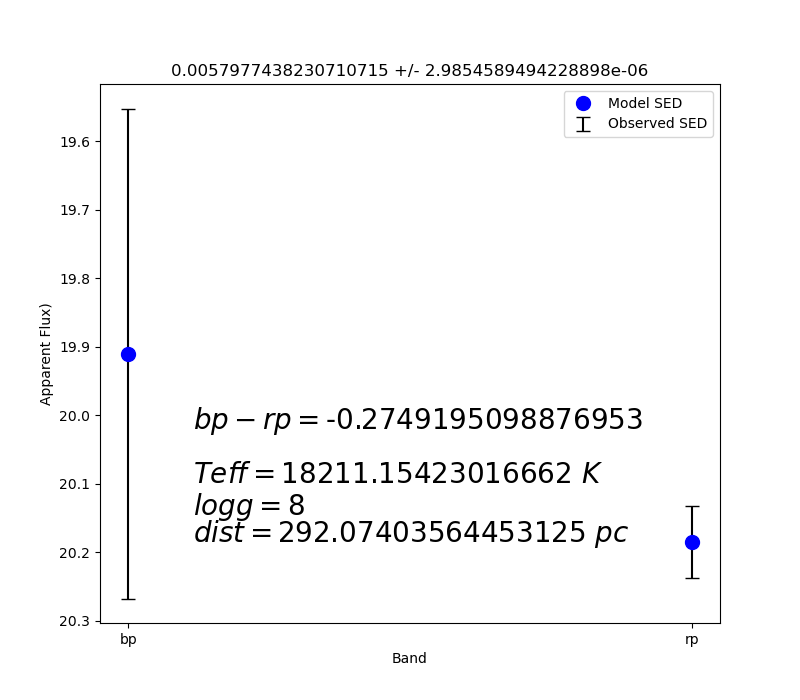 0.0057977438230710715 +/- 2.9854589494228898e-06
Model SED
Observed SED
19.6
19.7
19.8
19.9
20.0
20.1
20.2
20.3
Apparent Flux)
bp − rp = -0.2749195098876953
Teff = 18211.15423016662 K
logg = 8
dist = 292.07403564453125 pc
bp
rp
Band